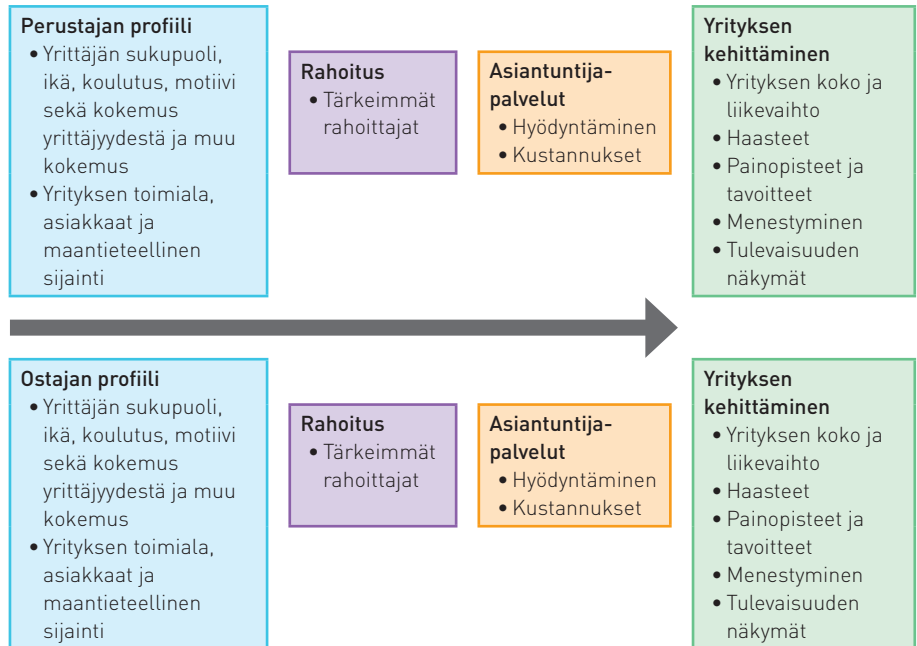 Perustajan profiili
• Yrittäjän sukupuoli,
ikä, koulutus, motiivi
sekä kokemus
yrittäjyydestä ja muu
kokemus
• Yrityksen toimiala,
asiakkaat ja
maantieteellinen
sijainti
Rahoitus
• Tärkeimmät
rahoittajat
Asiantuntija-
palvelut
• Hyödyntäminen
• Kustannukset
Yrityksen
kehittäminen
• Yrityksen koko ja
liikevaihto
• Haasteet
• Painopisteet ja
tavoitteet
• Menestyminen
• Tulevaisuuden
näkymät
Ostajan profiili
• Yrittäjän sukupuoli,
ikä, koulutus, motiivi
sekä kokemus
yrittäjyydestä ja muu
kokemus
• Yrityksen toimiala,
asiakkaat ja
maantieteellinen
sijainti
Rahoitus
• Tärkeimmät
rahoittajat
Asiantuntija-
palvelut
• Hyödyntäminen
• Kustannukset
Yrityksen
kehittäminen
• Yrityksen koko ja
liikevaihto
• Haasteet
• Painopisteet ja
tavoitteet
• Menestyminen
• Tulevaisuuden
näkymät